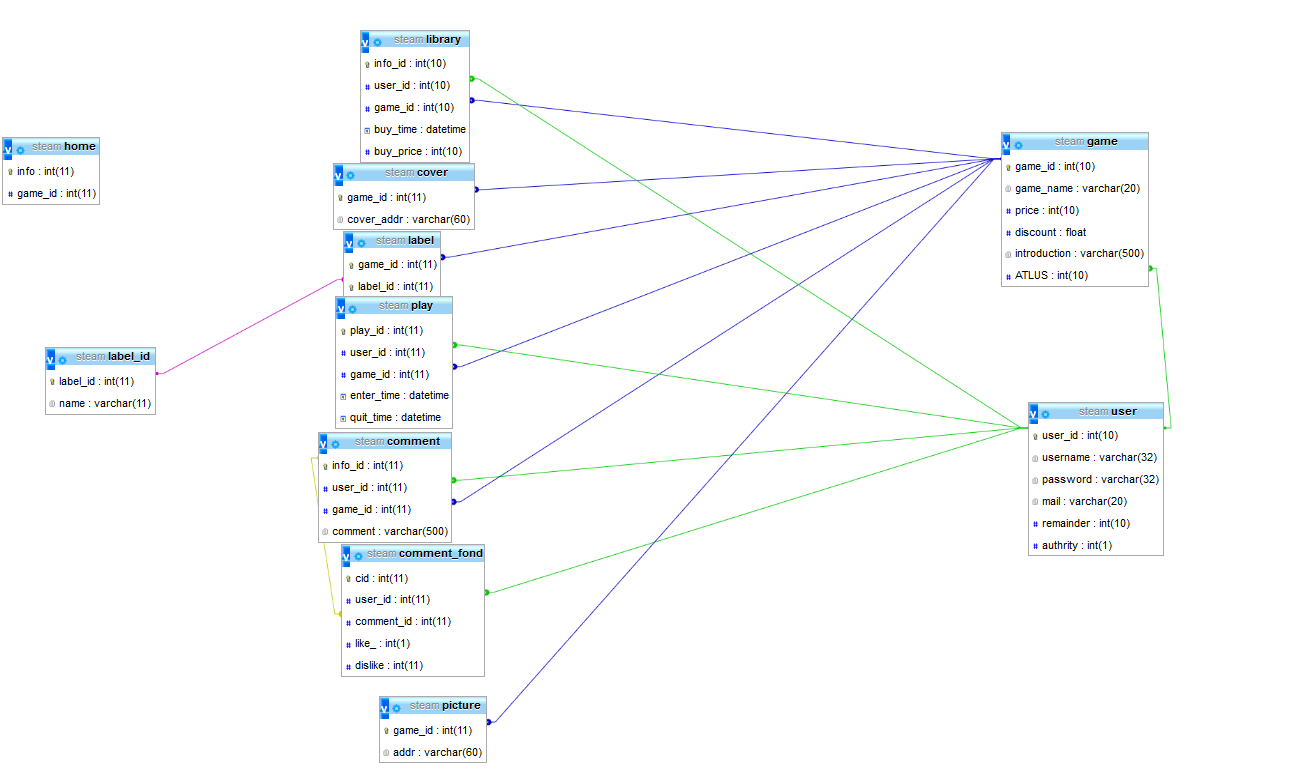 steam library
info_id : int(10)
user_id : int(10)
game_id : int(10)
buy_time : datetime
buy_price : int(10)
steam home
info : int(11)
game_id : int(11)
steam cover
game_id : int(11)
cover_addr : varchar(60)
steam label
game_id : int(11)
label_id : int(11)
steam play
play_id : int(11)
user_id : int(11)
game_id : int(11)
enter_time : datetime
quit_time : datetime
steam label_id
label_id : int(11)
name : varchar(11)
steam comment
info_id : int(11)
user_id : int(11)
game_id : int(11)
comment : varchar(500)
steam comment_fond
cid : int(11)
user_id : int(11)
comment_id : int(11)
like_ : int(1)
dislike : int(11)
steam picture
game_id : int(11)
addr : varchar(60)
steam game
game_id : int(10)
game_name : varchar(20)
price : int(10)
discount : float
introduction : varchar(500)
ATLUS : int(10)
steam user
user_id : int(10)
username : varchar(32)
password : varchar(32)
mail : varchar(20)
remainder : int(10)
authrity : int(1)